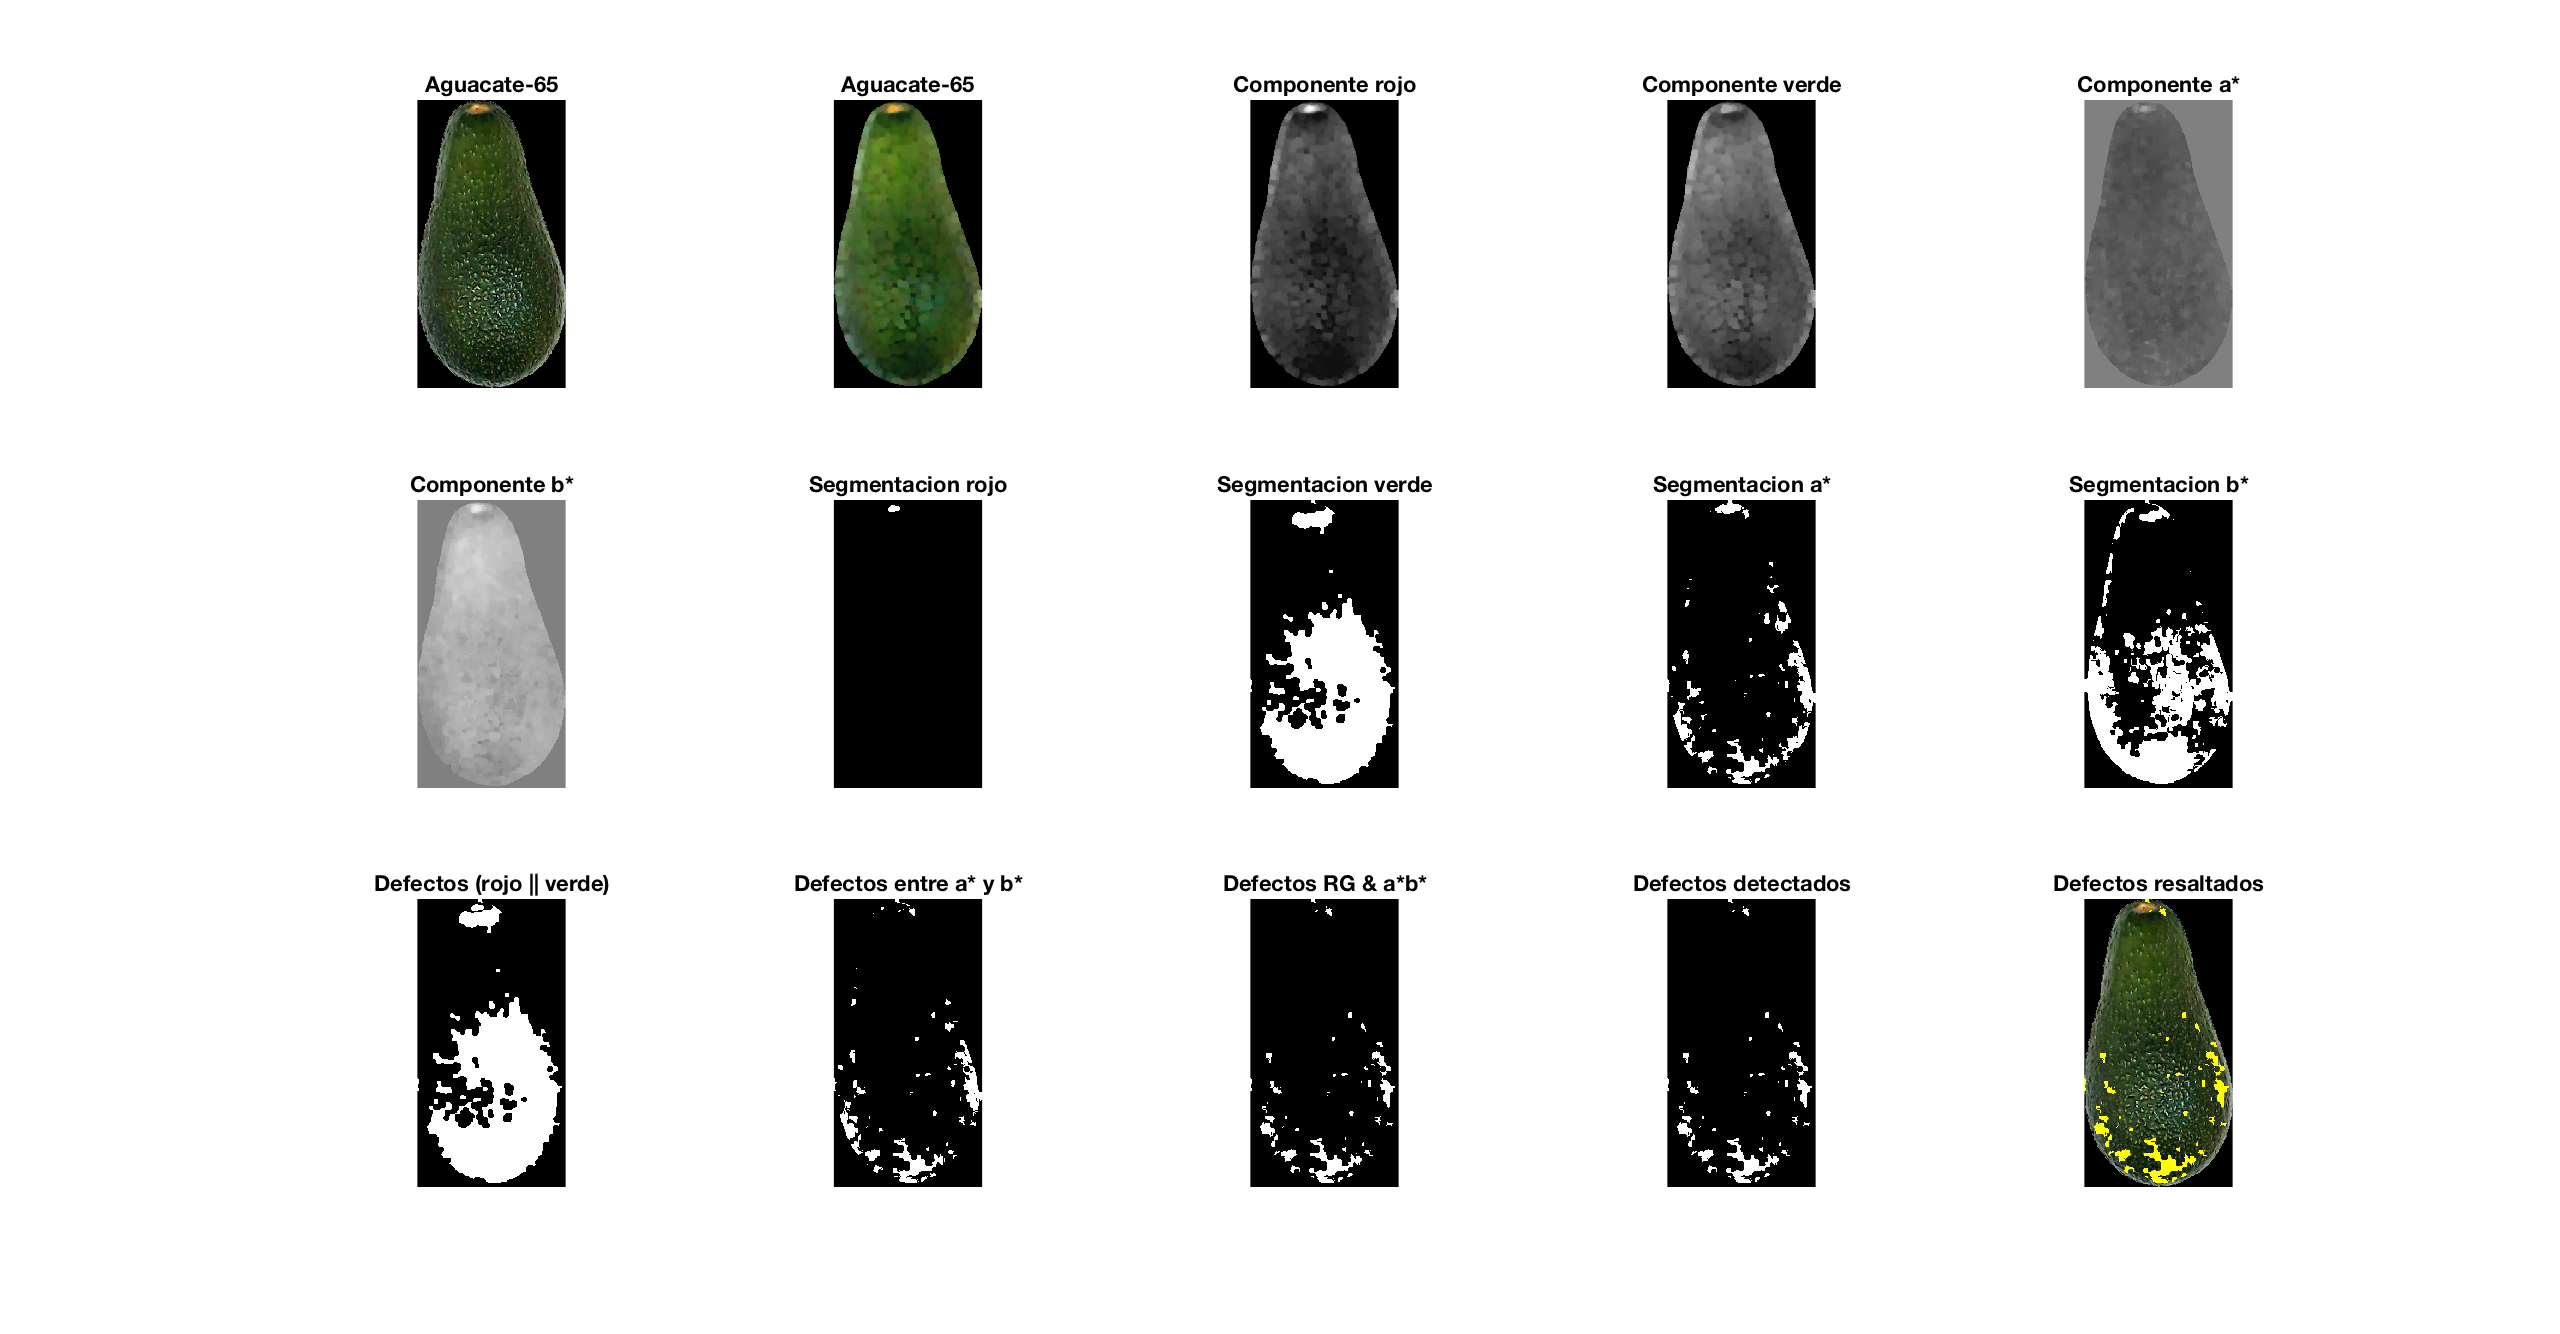 Aguacate-65
Aguacate-65
Componente rojo
Componente verde
Componente a*
Componente b*
Segmentacion rojo
Segmentacion verde
Segmentacion a*
Segmentacion b*
Defectos (rojo || verde)
Defectos entre a* y b*
Defectos RG & a*b*
Defectos detectados
Defectos resaltados